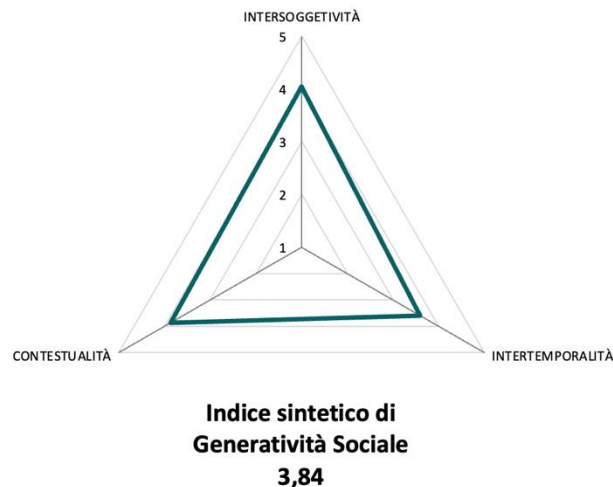 INTERSOGGETIVITÀ
5
4
3
2
1
CONTESTUALITÀ
INTERTEMPORALITÀ
Indice sintetico di
Generatività Sociale
3,84